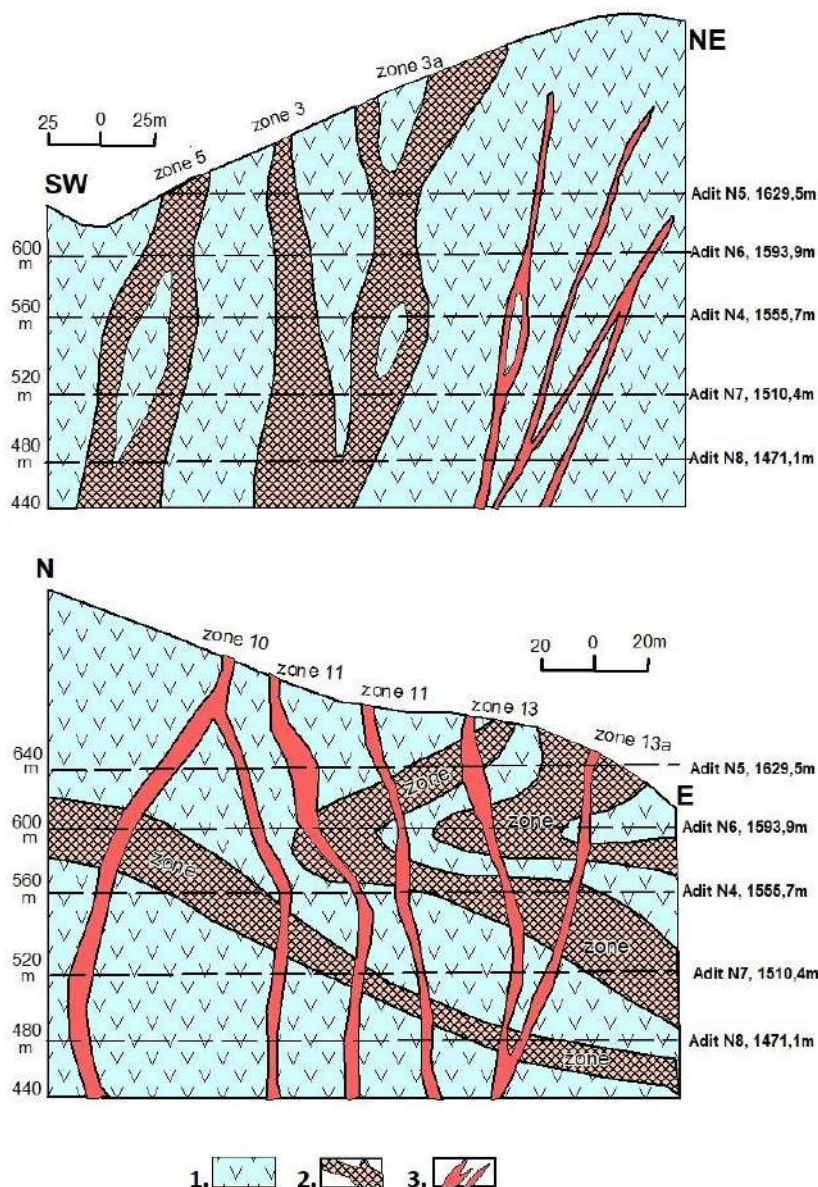 NE
zone 3a
25 0 25m
zone 3
zone 5
SW
Adit N5, 1629,5m
600
m
Adit N6, 1593,9m
560
m
Adit N4, 1555,7m
520
m
Adit N7, 1510,4m
480
m
Adit N8, 1471,1m
440
N
zone 10
20 0 20m
zone 11
zone 11
zone 13
zone 13a
640
m
zone
Adit N5, 1629,5m
E
600
m
zone
Adit N6, 1593,9m
zone
560
m
Adit N4, 1555,7m
zone
520
m
Adit N7, 1510,4m
480
m
Adit N8, 1471,1m
zone
440
1. 2. 3.